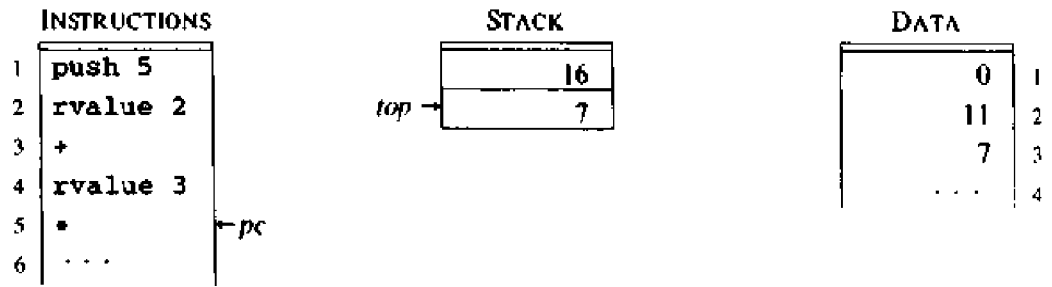 INSTRUCTIONS
1 push 5
2 rvalue 2
3 +
4 rvalue 3
5 * ←pc
6 . . .
STACK
16
top → 7
DATA
0 1
11 2
7 3
. . . 4